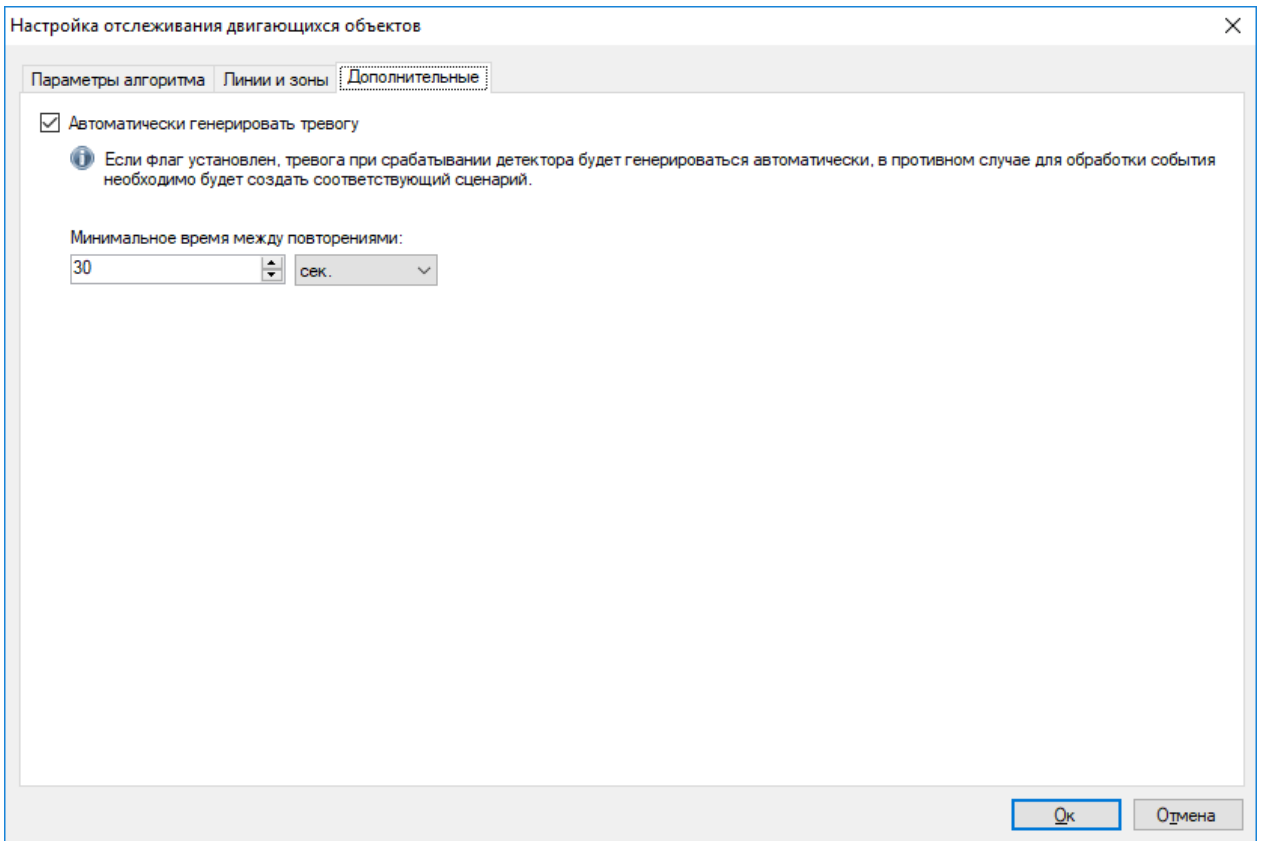 Настройка отслеживания двигающихся объектов
Параметры алгоритма Линии и зоны Дополнительные
Автоматически генерировать тревогу
Если флаг установлен, тревога при срабатывании детектора будет генерироваться автоматически, в противном случае для обработки события
необходимо будет создать соответствующий сценарий.
Минимальное время между повторениями:
30 сек.
Ок Отмена